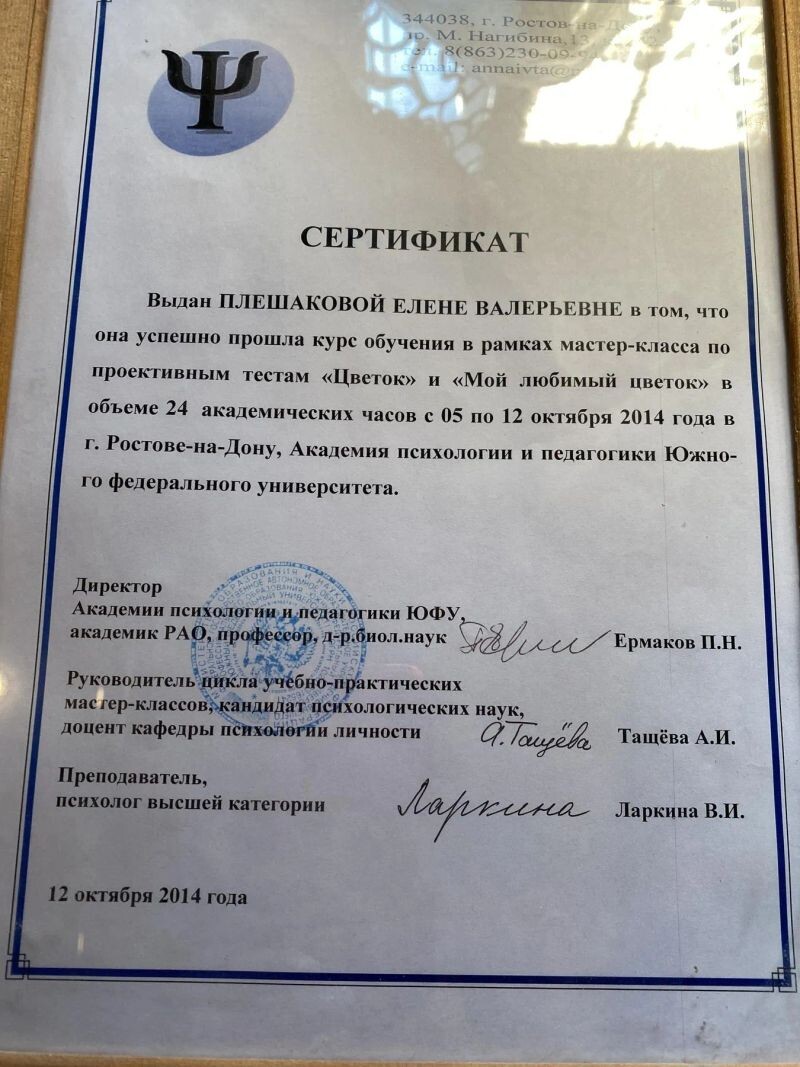 344038, г. Ростов-на-До
пр. М. Нагибина, 13
тел. 8(863)230-09-
e-mail: annaivta@
Ψ
СЕРТИФИКАТ
Выдан ПЛЕШАКОВОЙ ЕЛЕНЕ ВАЛЕРЬЕВНЕ в том, что
она успешно прошла курс обучения в рамках мастер-класса по
проективным тестам «Цветок» и «Мой любимый цветок» в
объеме 24 академических часов с 05 по 12 октября 2014 года в
г. Ростове-на-Дону, Академия психологии и педагогики Южно-
го федерального университета.
Директор
Академии психологии и педагогики ЮФУ,
академик РАО, профессор, д-р.биол.наук Ермаков П.Н.
Руководитель цикла учебно-практических
мастер-классов, кандидат психологических наук,
доцент кафедры психологии личности А.Тащёва Тащёва А.И.
Преподаватель,
психолог высшей категории Ларкина Ларкина В.И.
12 октября 2014 года